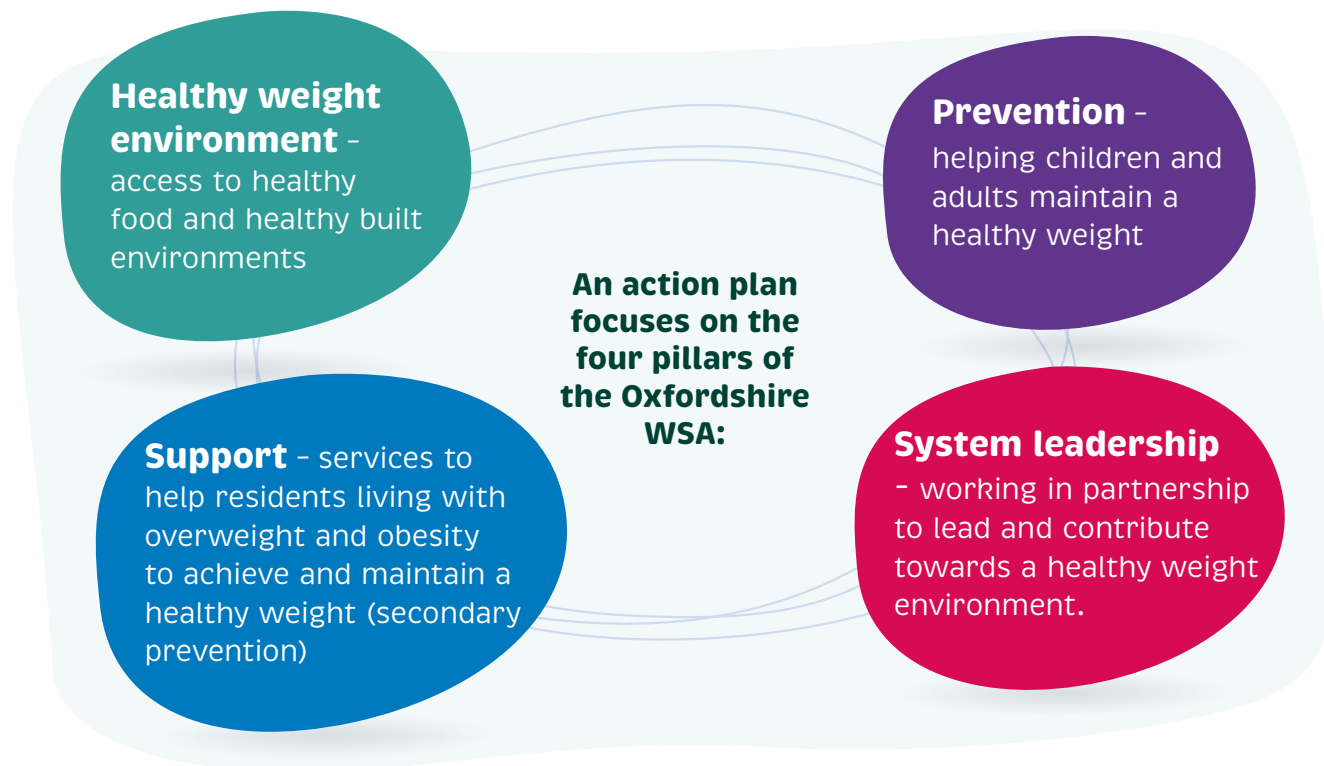 Healthy weight
environment –
access to healthy
food and healthy built
environments
Prevention –
helping children and
adults maintain a
healthy weight
An action plan
focuses on the
four pillars of
the Oxfordshire
WSA:
Support – services to
help residents living with
overweight and obesity
to achieve and maintain a
healthy weight (secondary
prevention)
System leadership
– working in partnership
to lead and contribute
towards a healthy weight
environment.